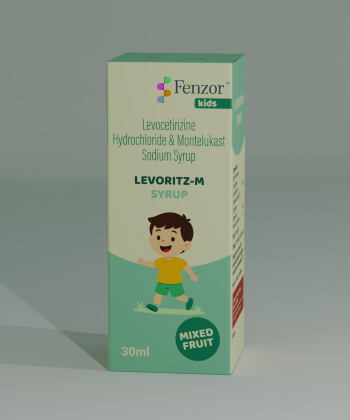 Fenzor™
kids
Levocetirizine
Hydrochloride & Montelukast
Sodium Syrup
LEVORITZ-M
SYRUP
MIXED
FRUIT
30ml